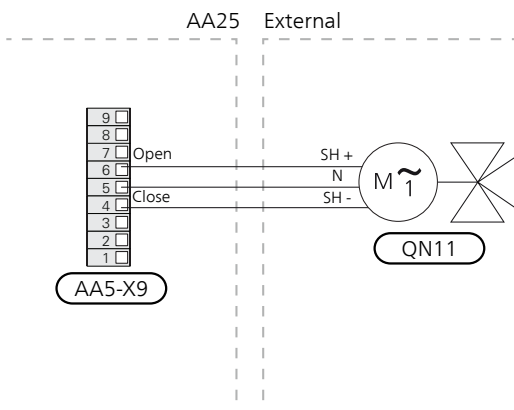 AA25 External
9
8
7
Open
SH +
6
N
5
Close
4
SH -
3
2
1
M ~
1
QN11
AA5-X9